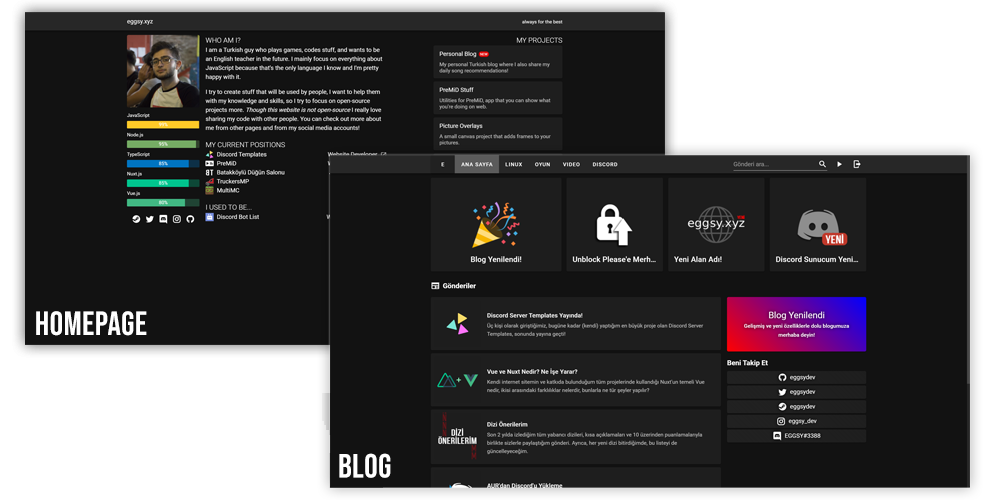 eggsy.xyz
always for the best
WHO AM I?
I am a Turkish guy who plays games, codes stuff, and wants to be
an English teacher in the future. I mainly focus on everything about
JavaScript because that's the only language I know and I'm pretty
happy with it.
I try to create stuff that will be used by people, I want to help them
with my knowledge and skills, so I try to focus on open-source
projects more. Though this website is not open-source I really love
sharing my code with other people. You can check out more about
me from other pages and from my social media accounts!
JavaScript
Node.js
95%
TypeScript
85%
Nuxt.js
85%
Vue.js
80%
MY CURRENT POSITIONS
Discord Templates
Website Developer
PreMiD
BT Batakköylü Düğün Salonu
TruckersMP
MultiMC
I USED TO BE...
Discord Bot List
W
MY PROJECTS
Personal Blog NEW
My personal Turkish blog where I also share my
daily song recommendations!
PreMiD Stuff
Utilities for PreMiD, app that you can show what
you're doing on web.
Picture Overlays
A small canvas project that adds frames to your
pictures.
HOMEPAGE
E ANA SAYFA LINUX OYUN VIDEO DISCORD
Gönderi ara...
Blog Yenilendi!
Unblock Please'e Merh...
eggsy.xyz
Yeni Alan Adı!
YENİ
Discord Sunucum Yeni...
Gönderiler
Discord Server Templates Yayında!
Üç kişi olarak giriştiğimiz, bugüne kadar (kendi) yaptığım en büyük proje olan Discord Server
Templates, sonunda yayına geçti!
Vue ve Nuxt Nedir? Ne İşe Yarar?
Kendi internet sitemin ve katkıda bulunduğum tüm projelerimde kullandığı Nuxt'un temeli Vue
nedir, ikisi arasındaki farklılıklar nelerdir, bunlarla ne tür şeyler yapılır?
DİZİ
ÖNERİLERİM
Dizi Önerilerim
Son 2 yılda izlediğim tüm yabancı dizileri, kısa açıklamaları ve 10 üzerinden puanlamalarıyla
birlikte sizlerle paylaştığım gönderi. Ayrıca, her yeni dizi bitirdiğimde, bu listeyi de
güncelleyeceğim.
AUR'dan Discord'u Yükleme
Blog Yenilendi
Gelişmiş ve yeni özelliklerle dolu blogumuza
merhaba deyin!
Beni Takip Et
eggsydev
eggsydev
eggsydev
eggsy_dev
EGGSY#3388
BLOG